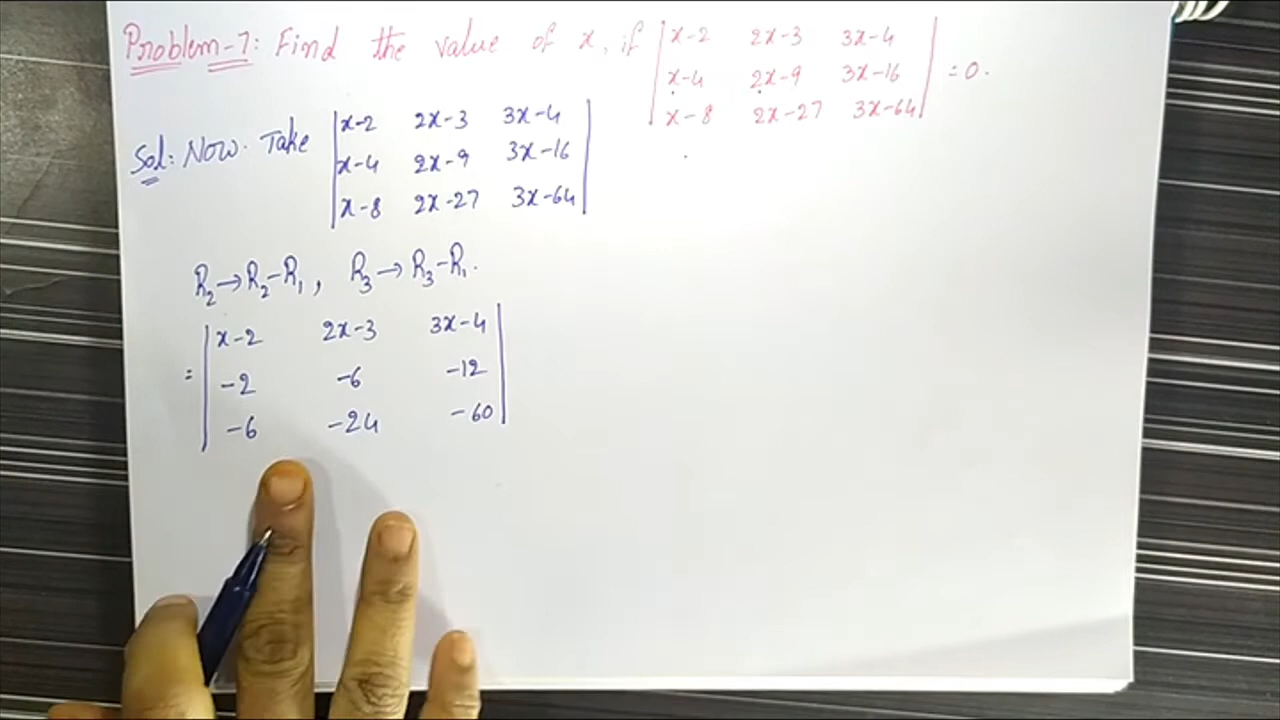 Problem-7: Find the value of x, if | x-2 2x-3 3x-4 |
| x-4 2x-9 3x-16 | = 0.
| x-8 2x-27 3x-64 |
Sol: Now. Take | x-2 2x-3 3x-4 |
| x-4 2x-9 3x-16 |
| x-8 2x-27 3x-64 |
R₂→R₂-R₁, R₃→R₃-R₁.
= | x-2 2x-3 3x-4 |
| -2 -6 -12 |
| -6 -24 -60 |